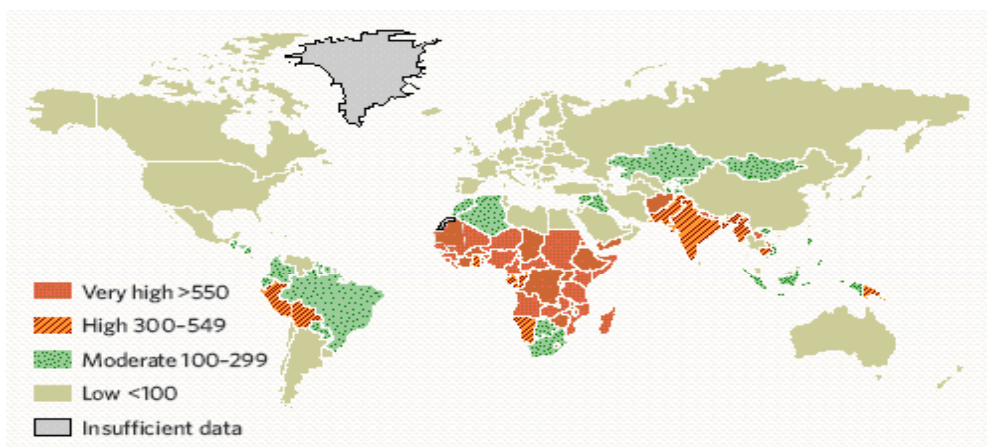 Very high >550
High 300–549
Moderate 100–299
Low <100
Insufficient data